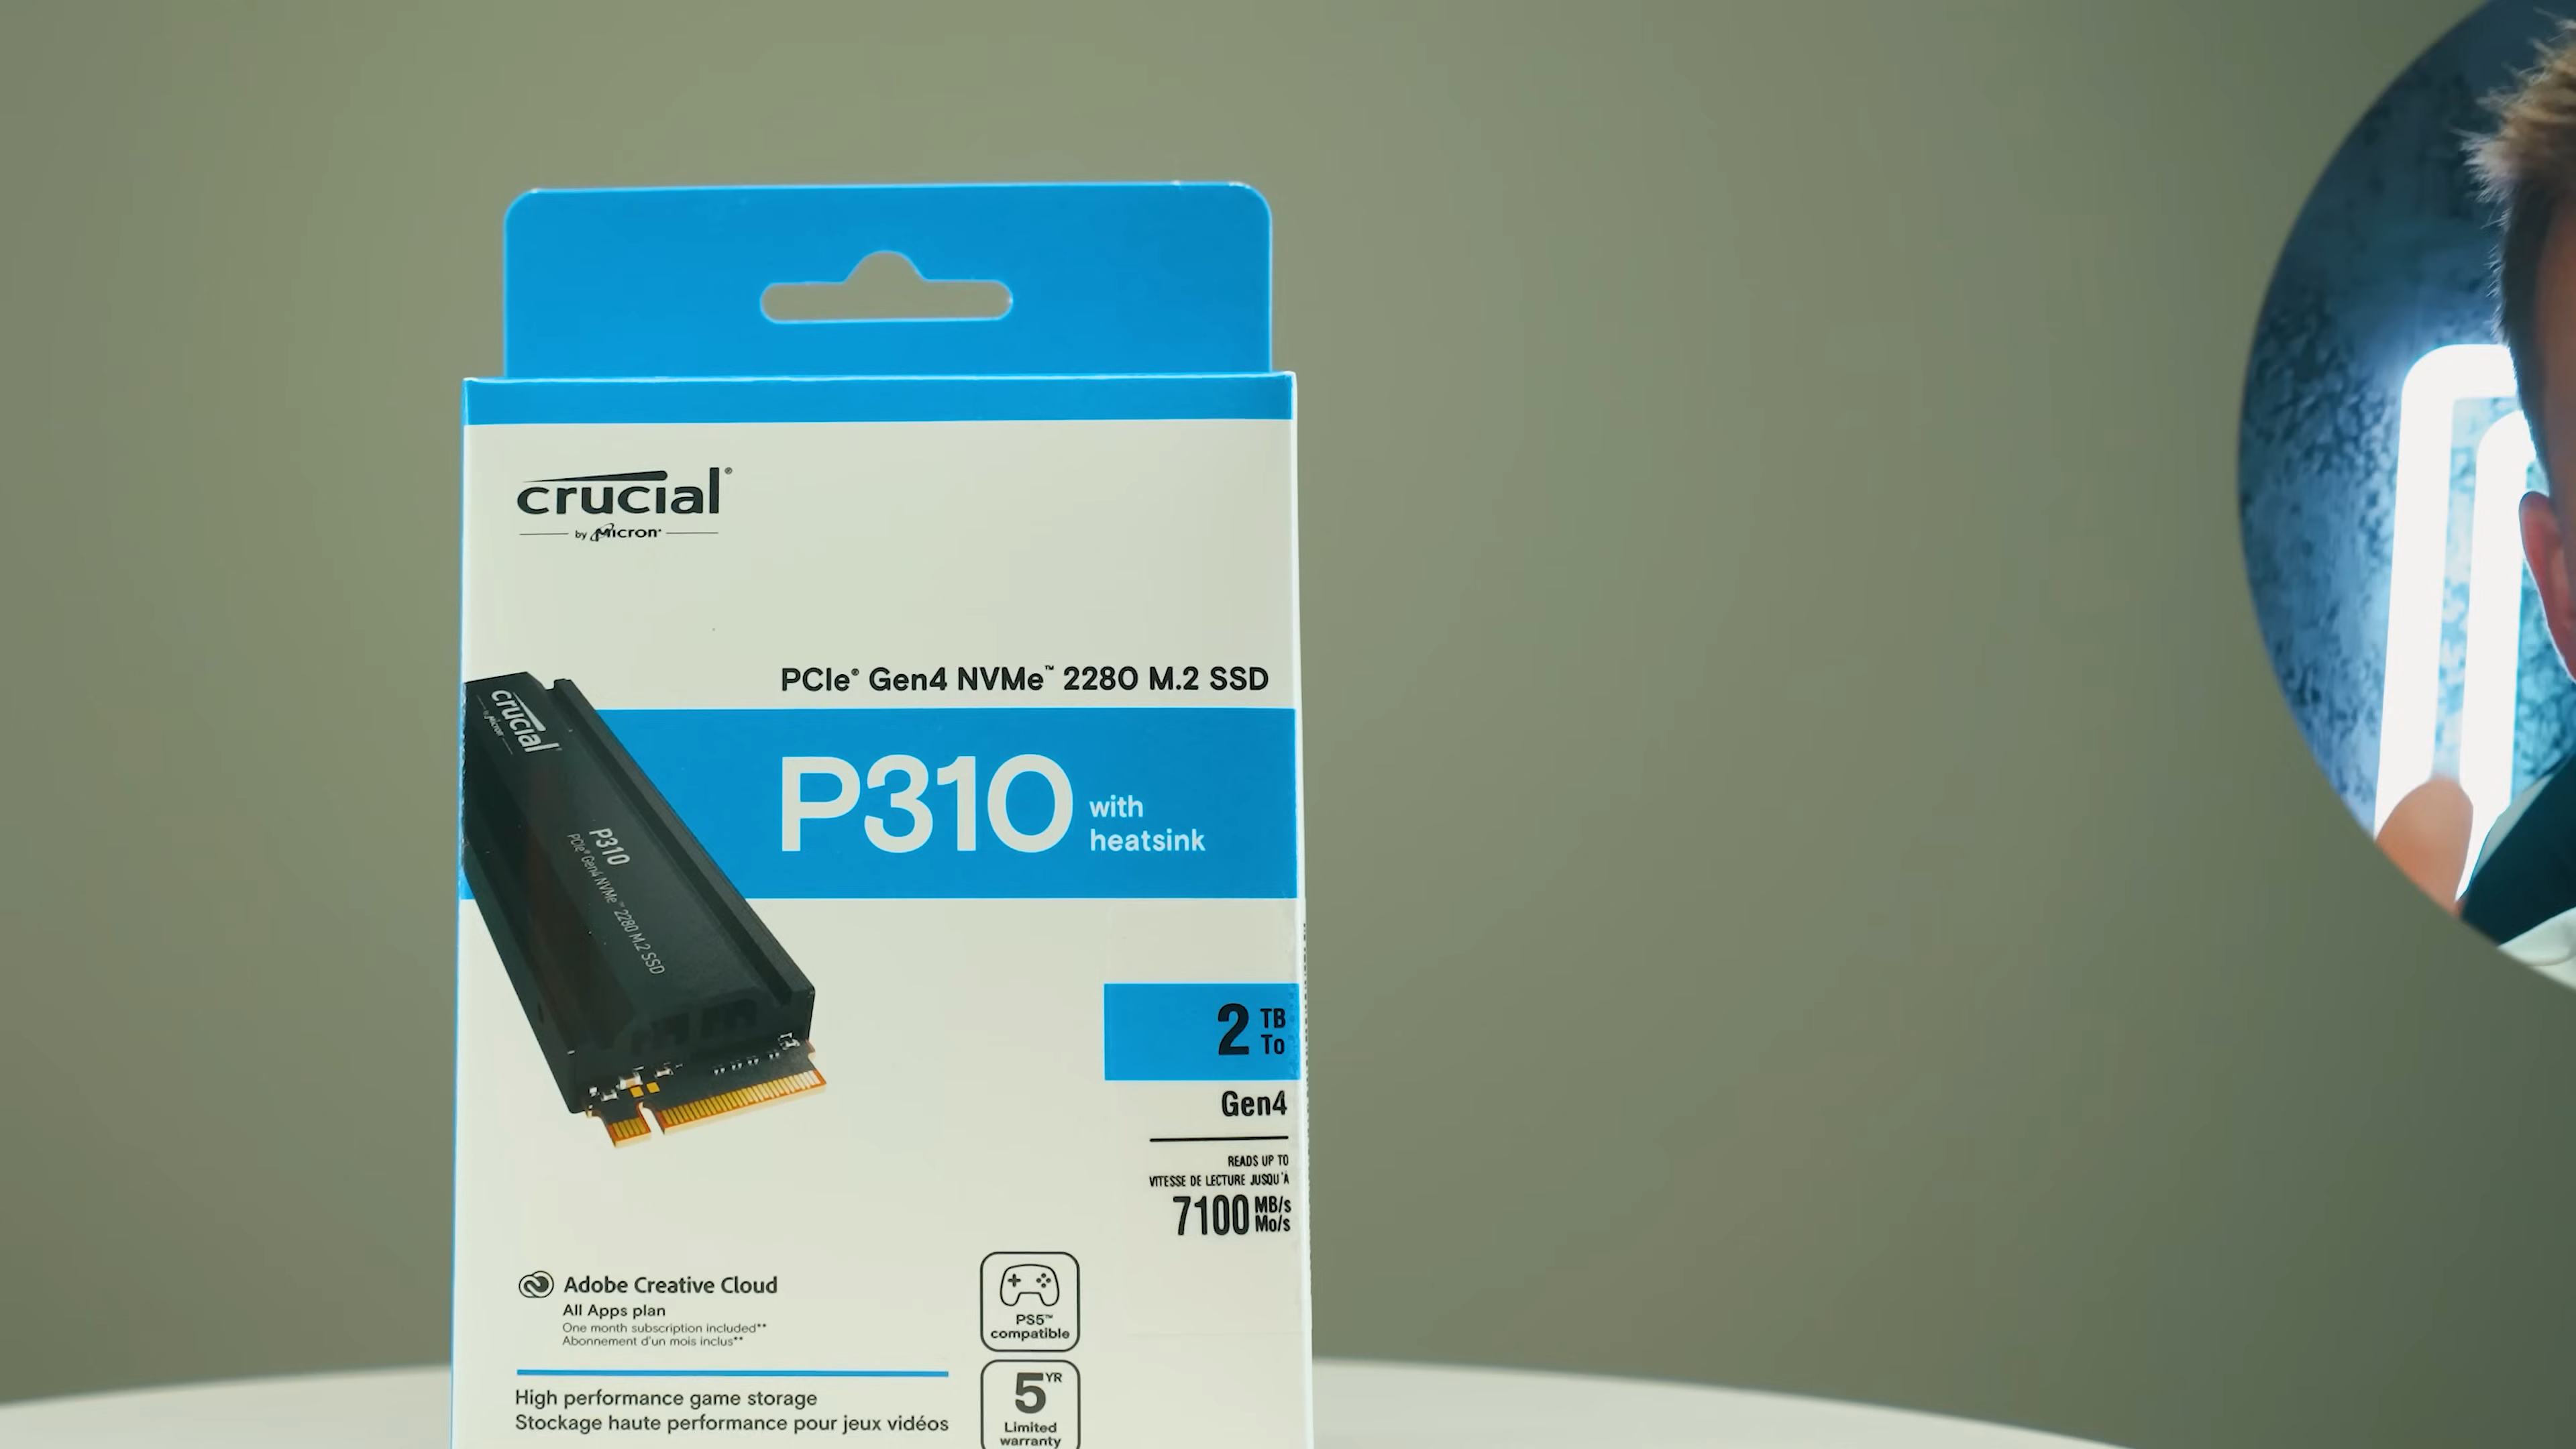 crucial®
by Micron®
PCIe® Gen4 NVMe™ 2280 M.2 SSD
crucial
by Micron
P310 with
heatsink
P310
PCIe® Gen4 NVMe™ 2280 M.2 SSD
2 TB
To
Gen4
READS UP TO
VITESSE DE LECTURE JUSQU'À
7100 MB/s
Mo/s
Adobe Creative Cloud
All Apps plan
One month subscription included**
Abonnement d'un mois inclus**
PS5™
compatible
High performance game storage
Stockage haute performance pour jeux vidéos
5 YR
Limited
warranty